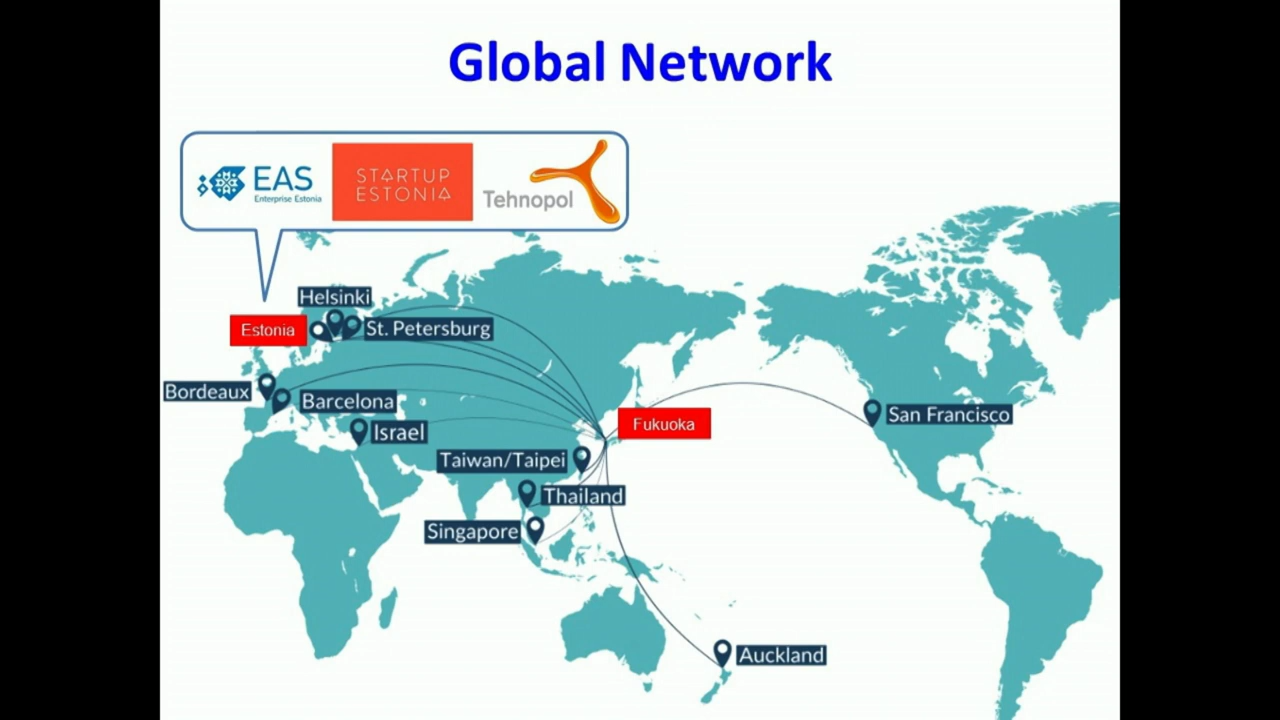 Global Network
EAS
Enterprise Estonia
STARTUP
ESTONIA
Tehnopol
Helsinki
Estonia
St. Petersburg
Bordeaux
Barcelona
Israel
Fukuoka
San Francisco
Taiwan/Taipei
Thailand
Singapore
Auckland